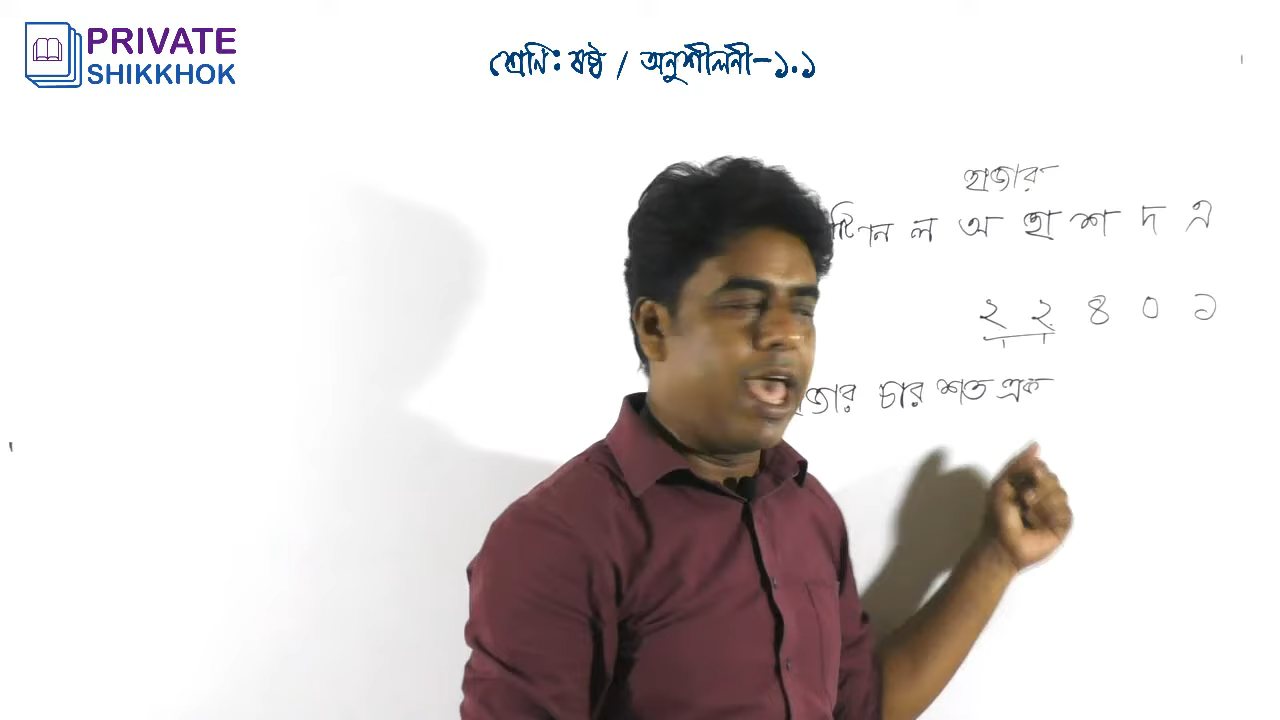 PRIVATE
SHIKKHOK
শ্রেণি: ষষ্ঠ / অনুশীলনী-১.১
হাজার
ল অ হা শ দ এ
২ ২ ৪ ০ ১
চার শত এক